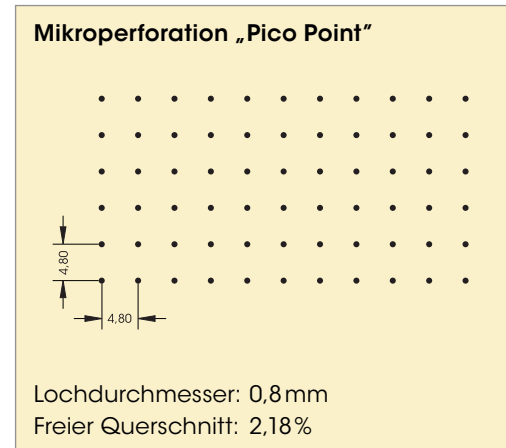 Mikroperforation „Pico Point“
4,80
4,80
Lochdurchmesser: 0,8 mm
Freier Querschnitt: 2,18 %